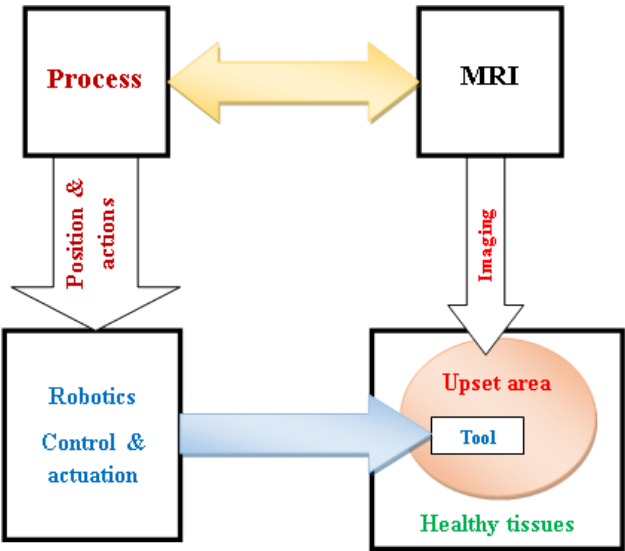 Process
MRI
Position &
actions
Imaging
Robotics
Control & 
actuation
Upset area
Tool
Healthy tissues